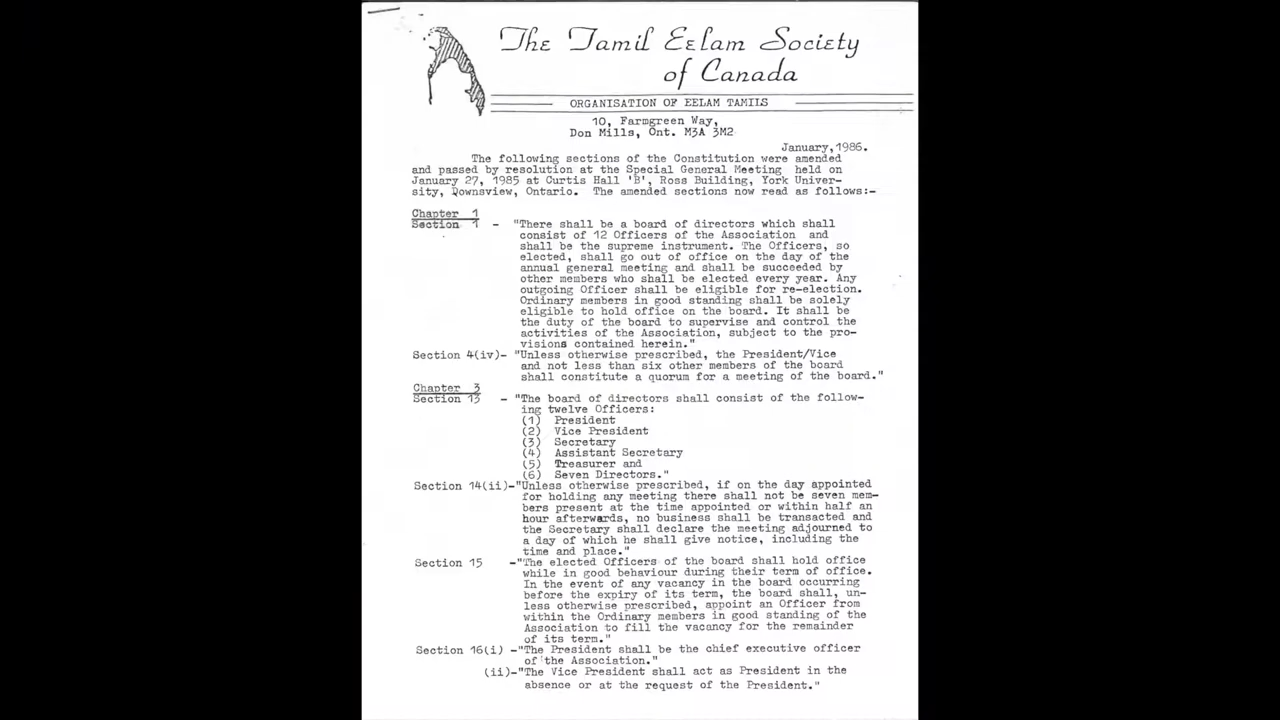 The Tamil Eelam Society
of Canada
ORGANISATION OF EELAM TAMILS
10, Farmgreen Way,
Don Mills, Ont. M3A 3M2
January,1986.
The following sections of the Constitution were amended
and passed by resolution at the Special General Meeting held on
January 27, 1985 at Curtis Hall 'B', Ross Building, York Univer-
sity, Downsview, Ontario. The amended sections now read as follows:-
Chapter 1
Section 1 - "There shall be a board of directors which shall
consist of 12 Officers of the Association and
shall be the supreme instrument. The Officers, so
elected, shall go out of office on the day of the
annual general meeting and shall be succeeded by
other members who shall be elected every year. Any
outgoing Officer shall be eligible for re-election.
Ordinary members in good standing shall be solely
eligible to hold office on the board. It shall be
the duty of the board to supervise and control the
activities of the Association, subject to the pro-
visions contained herein."
Section 4(iv)- "Unless otherwise prescribed, the President/Vice
and not less than six other members of the board
shall constitute a quorum for a meeting of the board."
Chapter 3
Section 13 - "The board of directors shall consist of the follow-
ing twelve Officers:
(1) President
(2) Vice President
(3) Secretary
(4) Assistant Secretary
(5) Treasurer and
(6) Seven Directors."
Section 14(ii)-"Unless otherwise prescribed, if on the day appointed
for holding any meeting there shall not be seven mem-
bers present at the time appointed or within half an
hour afterwards, no business shall be transacted and
the Secretary shall declare the meeting adjourned to
a day of which he shall give notice, including the
time and place."
Section 15 -"The elected Officers of the board shall hold office
while in good behaviour during their term of office.
In the event of any vacancy in the board occurring
before the expiry of its term, the board shall, un-
less otherwise prescribed, appoint an Officer from
within the Ordinary members in good standing of the
Association to fill the vacancy for the remainder
of its term."
Section 16(i) -"The President shall be the chief executive officer
of the Association."
(ii)-"The Vice President shall act as President in the
absence or at the request of the President."